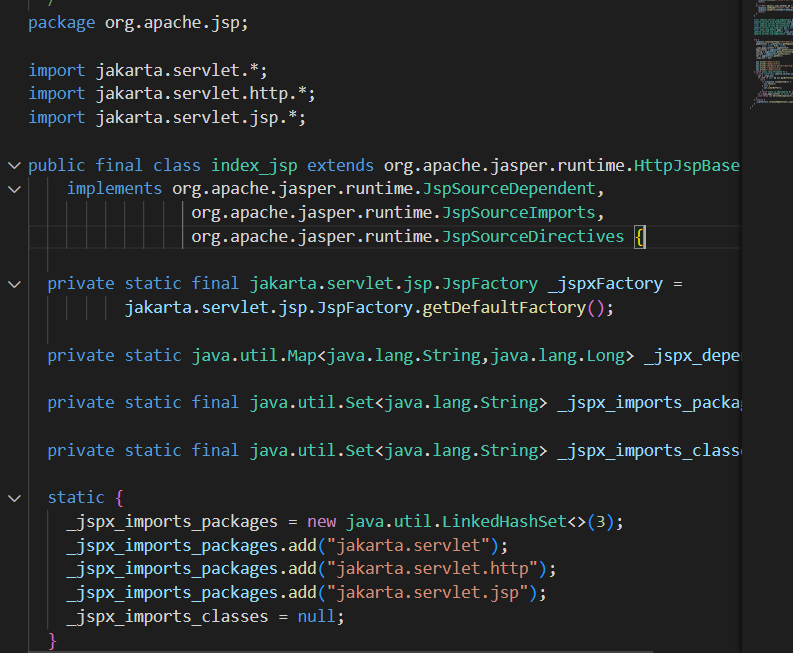 */
package org.apache.jsp;
import jakarta.servlet.*;
import jakarta.servlet.http.*;
import jakarta.servlet.jsp.*;
public final class index_jsp extends org.apache.jasper.runtime.HttpJspBase
implements org.apache.jasper.runtime.JspSourceDependent,
org.apache.jasper.runtime.JspSourceImports,
org.apache.jasper.runtime.JspSourceDirectives {
private static final jakarta.servlet.jsp.JspFactory _jspxFactory =
jakarta.servlet.jsp.JspFactory.getDefaultFactory();
private static java.util.Map<java.lang.String,java.lang.Long> _jspx_depe
private static final java.util.Set<java.lang.String> _jspx_imports_packa
private static final java.util.Set<java.lang.String> _jspx_imports_class
static {
_jspx_imports_packages = new java.util.LinkedHashSet<>(3);
_jspx_imports_packages.add("jakarta.servlet");
_jspx_imports_packages.add("jakarta.servlet.http");
_jspx_imports_packages.add("jakarta.servlet.jsp");
_jspx_imports_classes = null;
}